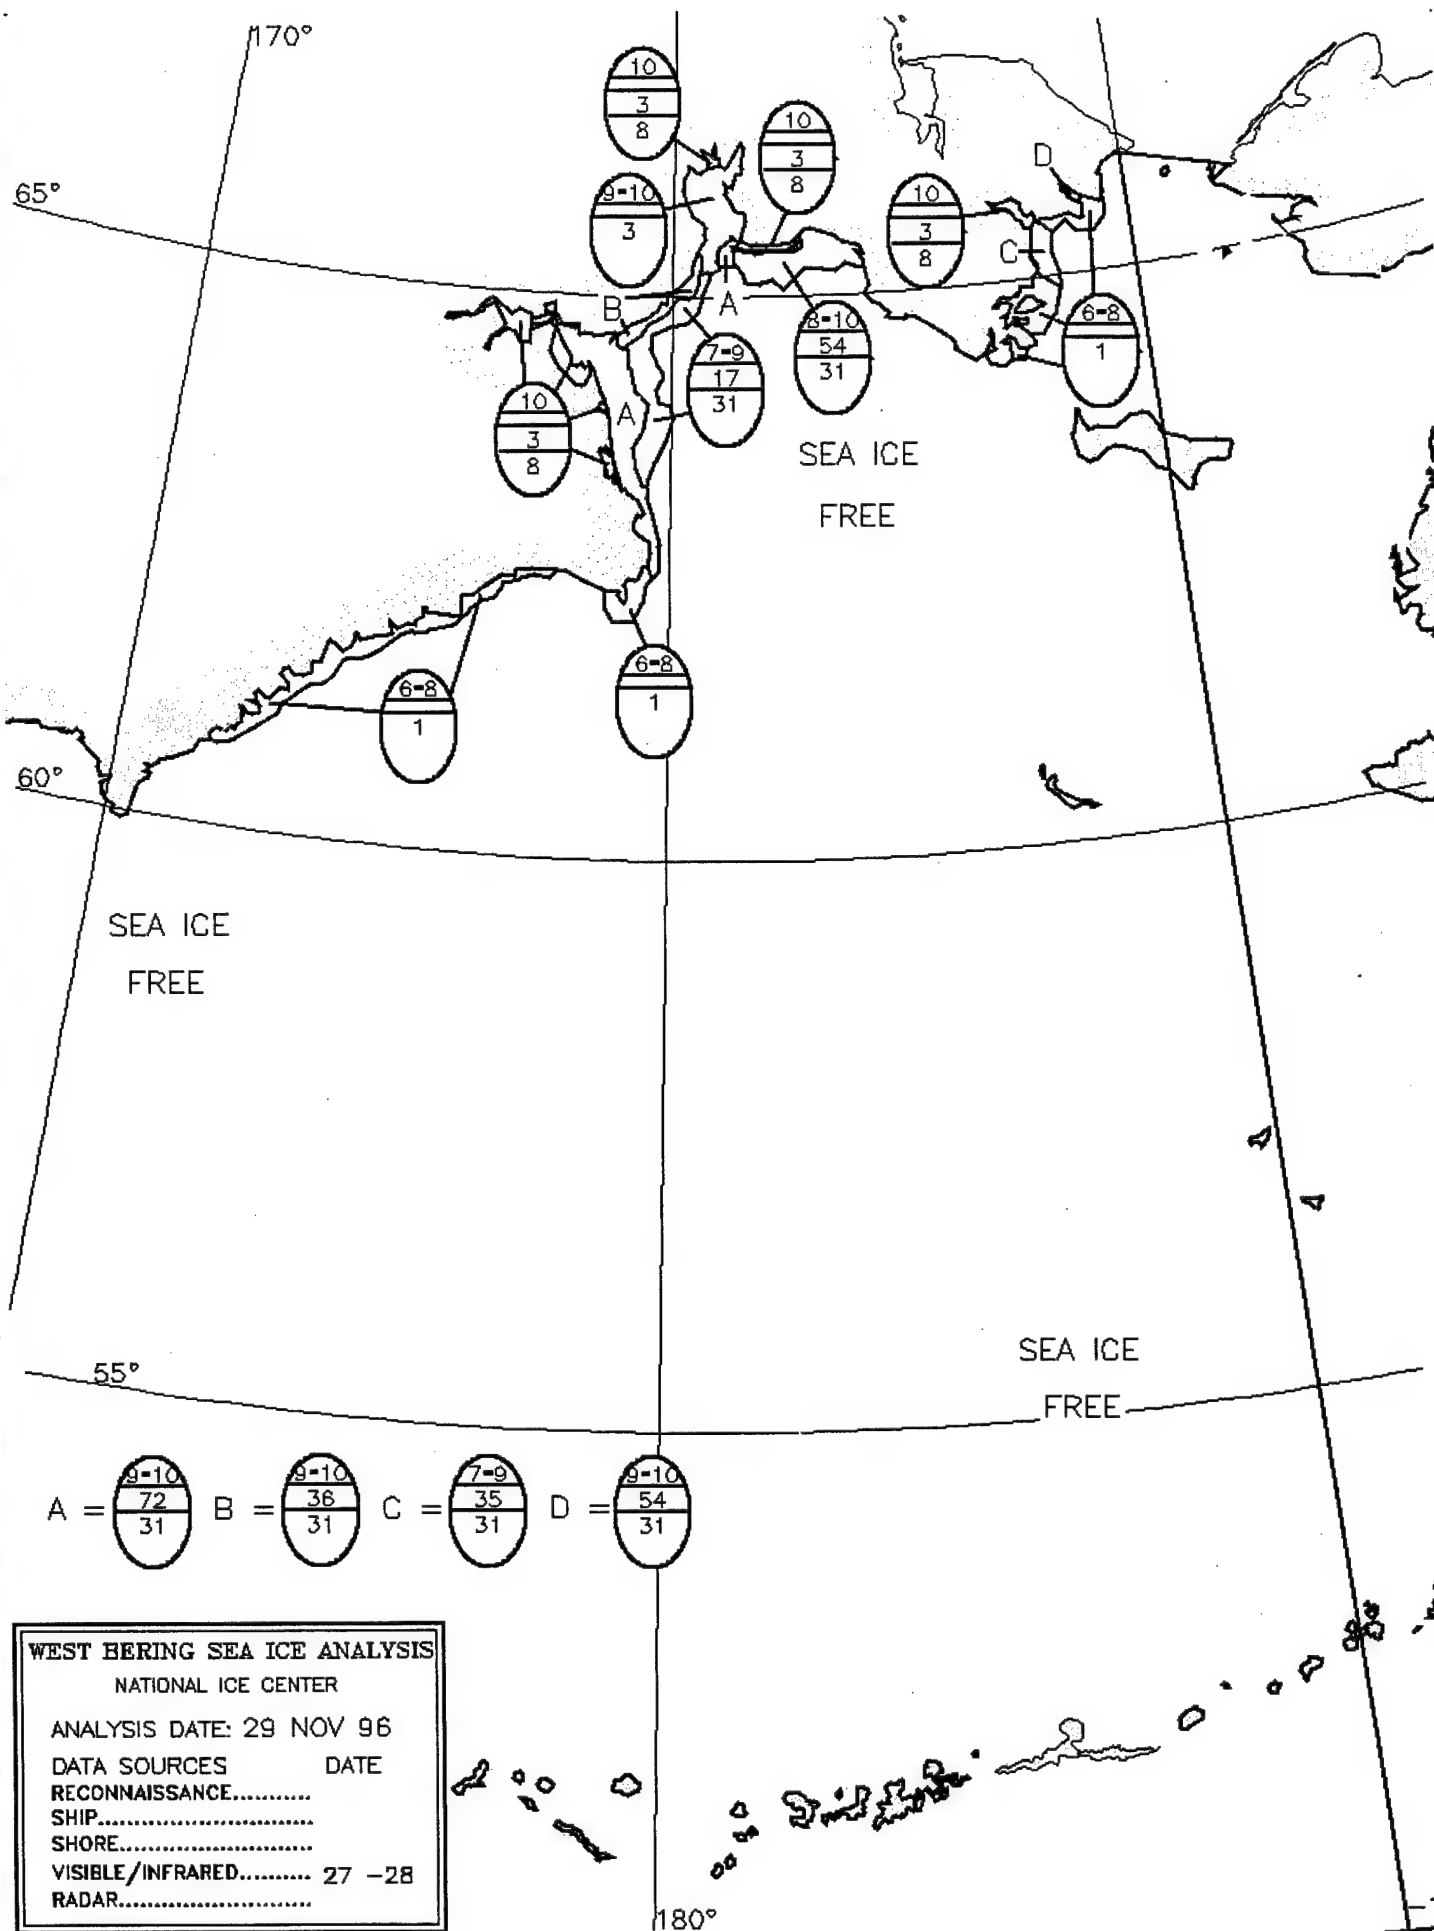 170°
10
3
8
10
3
8
D
65°
9-10
3
10
3
8
C
B
A
6-8
1
8-10
54
31
7-9
17
31
A
10
3
8
SEA ICE
FREE
6-8
1
6-8
1
60°
SEA ICE
FREE
SEA ICE
FREE
55°
A = 9-10 B = 9-10 C = 7-9 D = 9-10
72 36 35 54
31 31 31 31
WEST BERING SEA ICE ANALYSIS
NATIONAL ICE CENTER
ANALYSIS DATE: 29 NOV 96
DATA SOURCES DATE
RECONNAISSANCE..........
SHIP...........................
SHORE........................
VISIBLE/INFRARED......... 27 -28
RADAR........................
180°